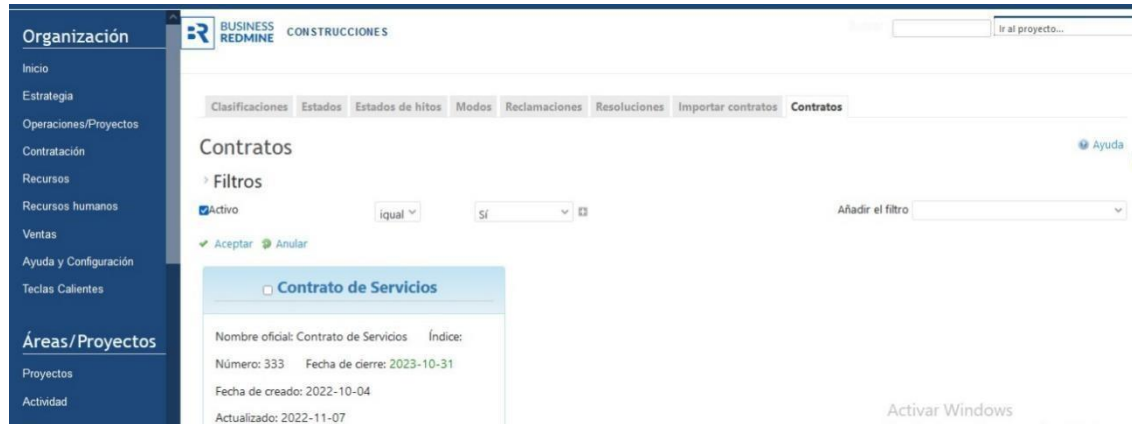 Organización
Inicio
Estrategia
Operaciones/Proyectos
Contratación
Recursos
Recursos humanos
Ventas
Ayuda y Configuración
Teclas Calientes
Áreas/Proyectos
Proyectos
Actividad
BUSINESS
REDMINE
CONSTRUCCIONES
Ir al proyecto...
Clasificaciones Estados Estados de hitos Modos Reclamaciones Resoluciones Importar contratos Contratos
Contratos
Ayuda
Filtros
Activo igual Sí Añadir el filtro
Aceptar Anular
Contrato de Servicios
Nombre oficial: Contrato de Servicios Índice:
Número: 333 Fecha de cierre: 2023-10-31
Fecha de creado: 2022-10-04
Actualizado: 2022-11-07
Activar Windows